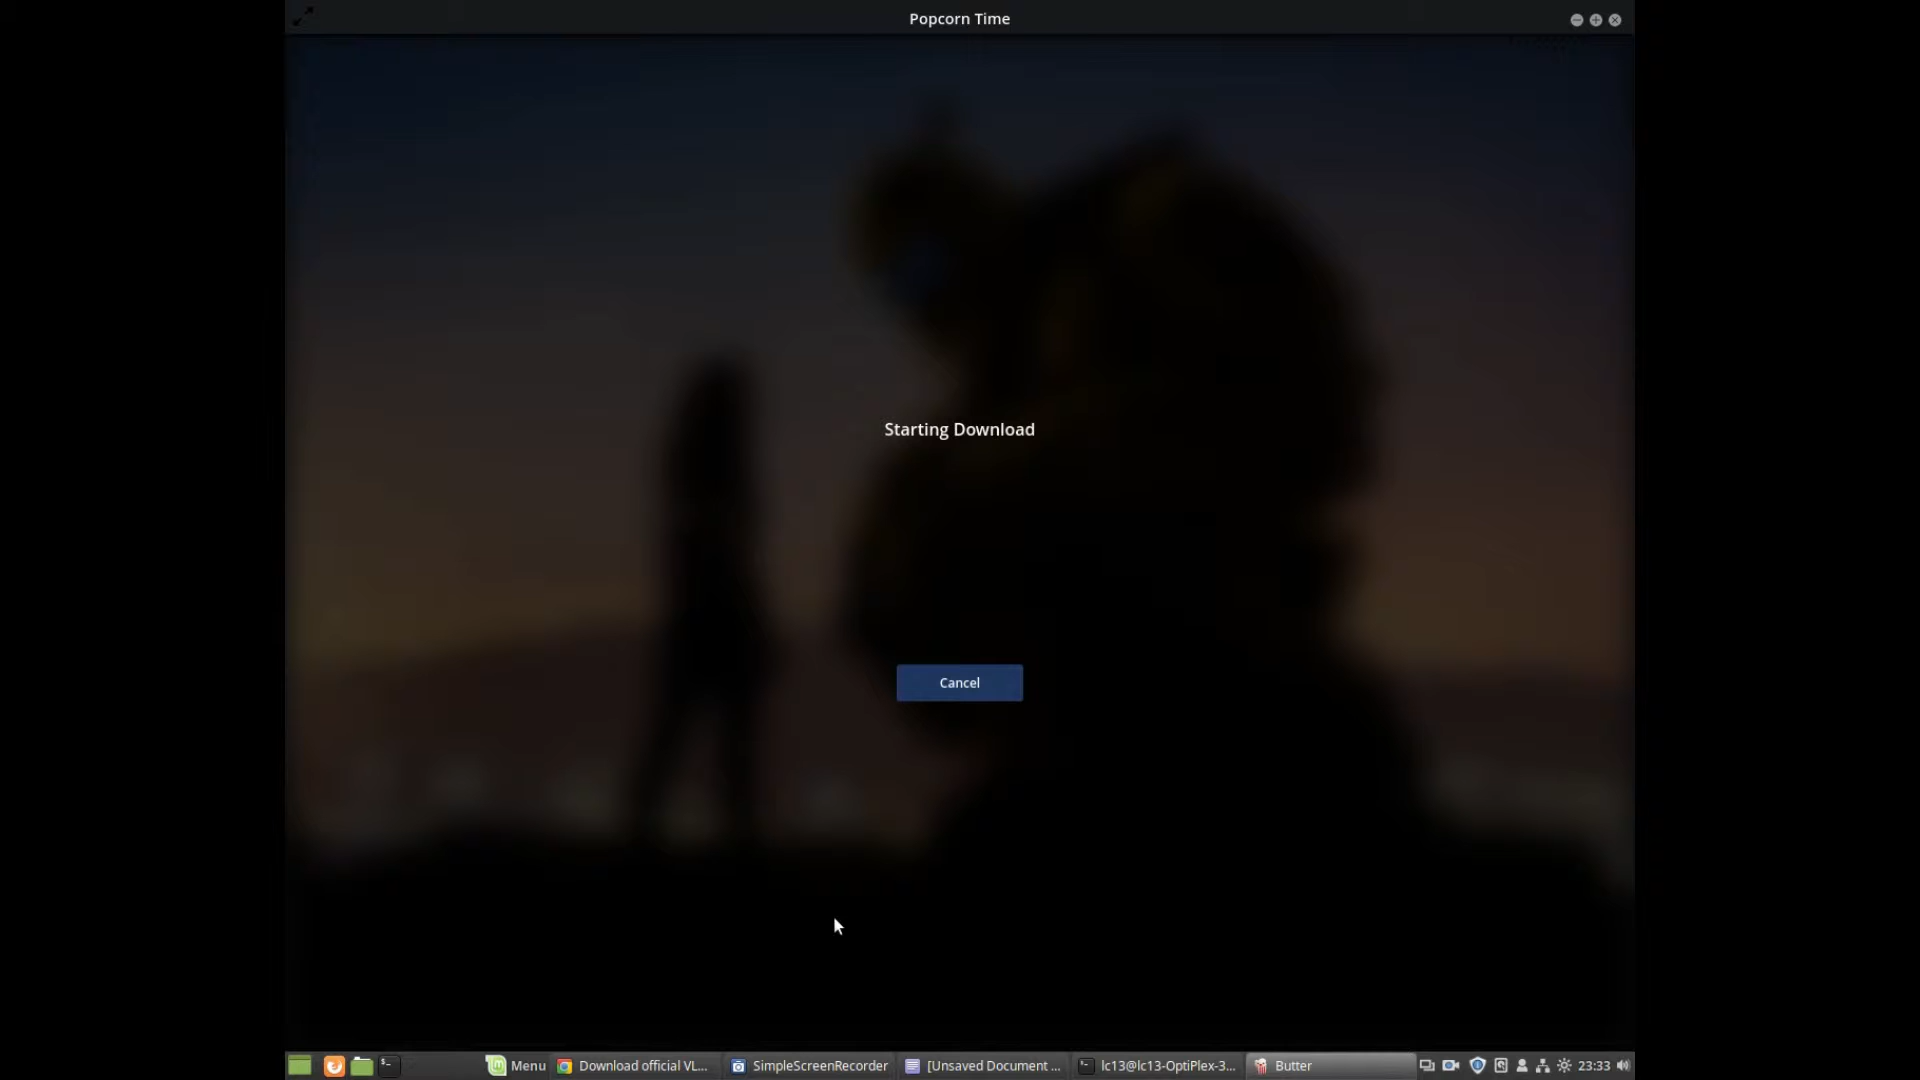 Popcorn Time
Starting Download
Cancel
Menu
Download official VL...
SimpleScreenRecorder
[Unsaved Document ...
lc13@lc13-OptiPlex-3...
Butter
23:33